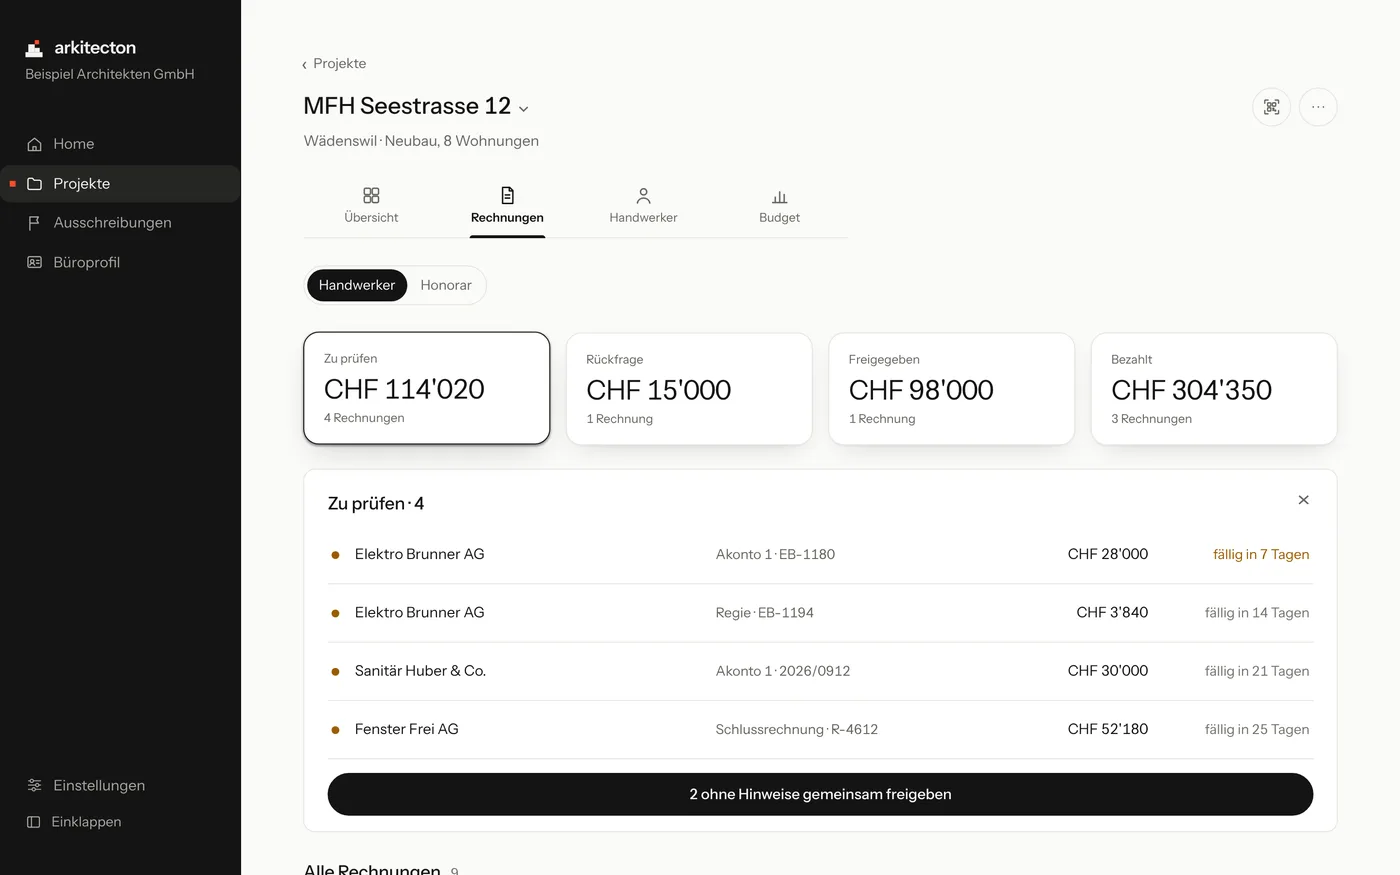 arkitecton
Beispiel Architekten GmbH
Home
Projekte
Ausschreibungen
Büroprofil
Einstellungen
Einklappen
‹ Projekte
MFH Seestrasse 12
Wädenswil · Neubau, 8 Wohnungen
Übersicht
Rechnungen
Handwerker
Budget
Handwerker Honorar
Zu prüfen
CHF 114'020
4 Rechnungen
Rückfrage
CHF 15'000
1 Rechnung
Freigegeben
CHF 98'000
1 Rechnung
Bezahlt
CHF 304'350
3 Rechnungen
Zu prüfen · 4
Elektro Brunner AG Akonto 1 · EB-1180 CHF 28'000 fällig in 7 Tagen
Elektro Brunner AG Regie · EB-1194 CHF 3'840 fällig in 14 Tagen
Sanitär Huber & Co. Akonto 1 · 2026/0912 CHF 30'000 fällig in 21 Tagen
Fenster Frei AG Schlussrechnung · R-4612 CHF 52'180 fällig in 25 Tagen
2 ohne Hinweise gemeinsam freigeben
Alle Rechnungen 9